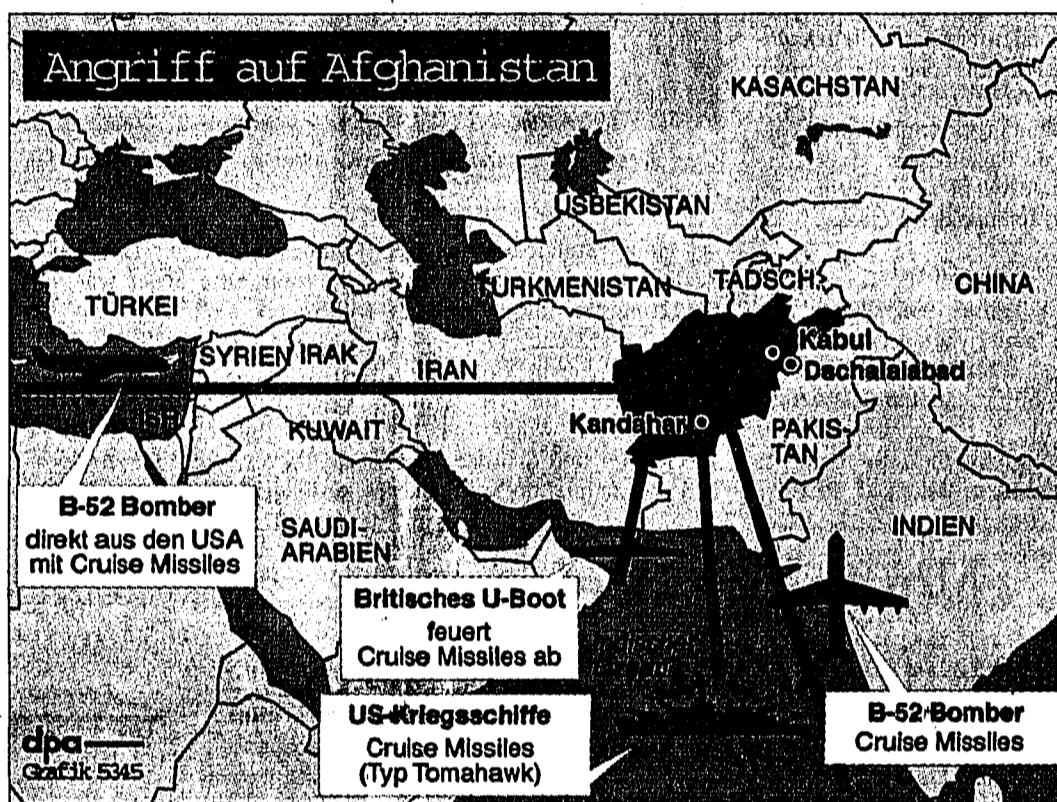 Angriff auf Afghanistan
KASACHSTAN
USBEKISTAN
TÜRKEI
TURKMENISTAN
TADSCH.
CHINA
SYRIEN
IRAK
IRAN
Kabul
Dschalalabad
Kandahar
KUWAIT
PAKIS-
TAN
B-52 Bomber
direkt aus den USA
mit Cruise Missiles
SAUDI-
ARABIEN
INDIEN
Britisches U-Boot
feuert
Cruise Missiles ab
US-Kriegsschiffe
Cruise Missiles
(Typ Tomahawk)
B-52-Bomber
Cruise Missiles
dpa
Grafik 5345